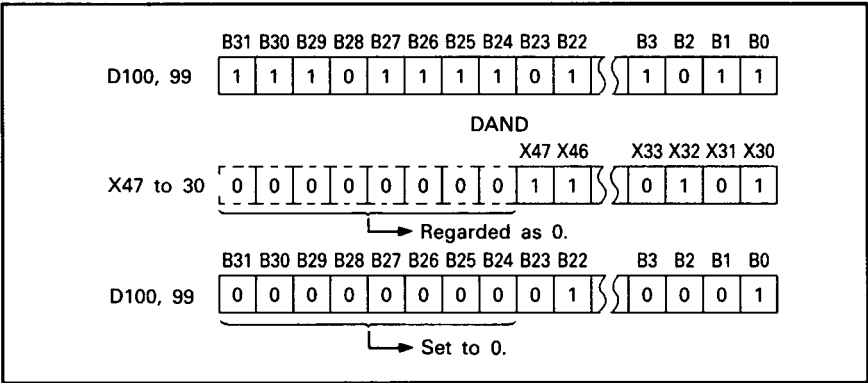 B31 B30 B29 B28 B27 B26 B25 B24 B23 B22 B3 B2 B1 B0
D100, 99 1 1 1 0 1 1 1 1 0 1 1 0 1 1
DAND
X47 X46 X33 X32 X31 X30
X47 to 30 0 0 0 0 0 0 0 0 1 1 0 1 0 1
Regarded as 0.
B31 B30 B29 B28 B27 B26 B25 B24 B23 B22 B3 B2 B1 B0
D100, 99 0 0 0 0 0 0 0 0 0 1 0 0 0 1
Set to 0.